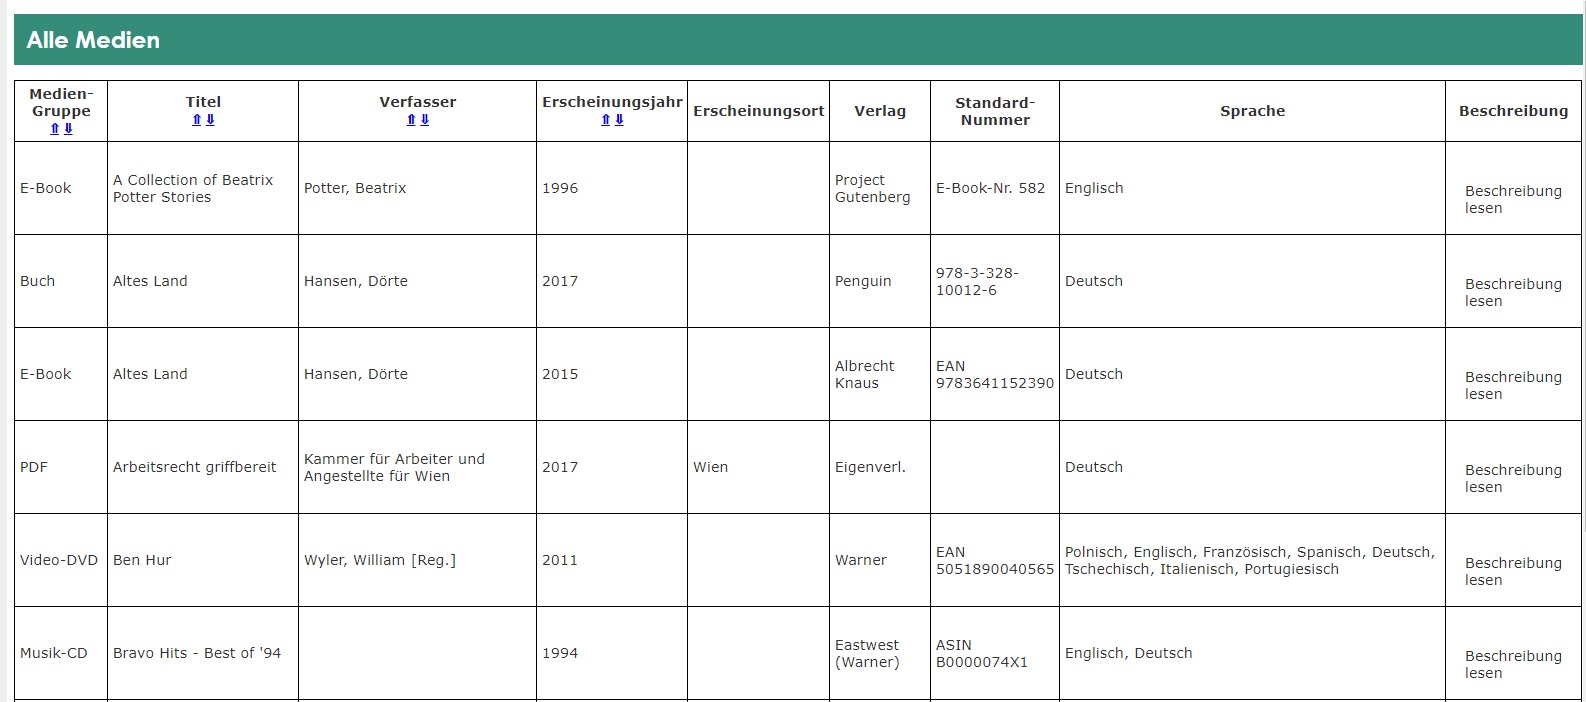 Alle Medien
Medien-
Gruppe
⇑ ⇓
Titel
⇑ ⇓
Verfasser
⇑ ⇓
Erscheinungsjahr
⇑ ⇓
Erscheinungsort
Verlag
Standard-
Nummer
Sprache
Beschreibung
E-Book
A Collection of Beatrix
Potter Stories
Potter, Beatrix
1996
Project
Gutenberg
E-Book-Nr. 582
Englisch
Beschreibung
lesen
Buch
Altes Land
Hansen, Dörte
2017
Penguin
978-3-328-
10012-6
Deutsch
Beschreibung
lesen
E-Book
Altes Land
Hansen, Dörte
2015
Albrecht
Knaus
EAN
9783641152390
Deutsch
Beschreibung
lesen
PDF
Arbeitsrecht griffbereit
Kammer für Arbeiter und
Angestellte für Wien
2017
Wien
Eigenverl.
Deutsch
Beschreibung
lesen
Video-DVD
Ben Hur
Wyler, William [Reg.]
2011
Warner
EAN
5051890040565
Polnisch, Englisch, Französisch, Spanisch, Deutsch,
Tschechisch, Italienisch, Portugiesisch
Beschreibung
lesen
Musik-CD
Bravo Hits - Best of '94
1994
Eastwest
(Warner)
ASIN
B0000074X1
Englisch, Deutsch
Beschreibung
lesen